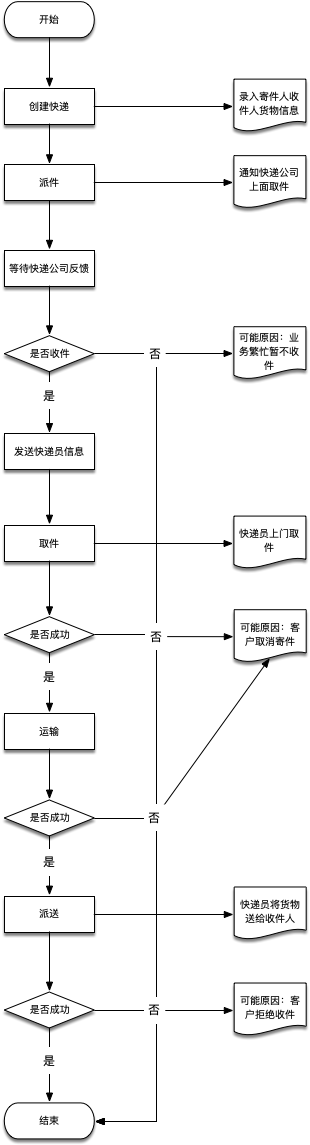 开始
创建快递
录入寄件人收
件人货物信息
派件
通知快递公司
上面取件
等待快递公司反馈
是否收件
否
可能原因：业
务繁忙暂不收
件
是
发送快递员信息
取件
快递员上门取
件
是否成功
否
可能原因：客
户取消寄件
是
运输
是否成功
否
是
派送
快递员将货物
送给收件人
是否成功
否
可能原因：客
户拒绝收件
是
结束